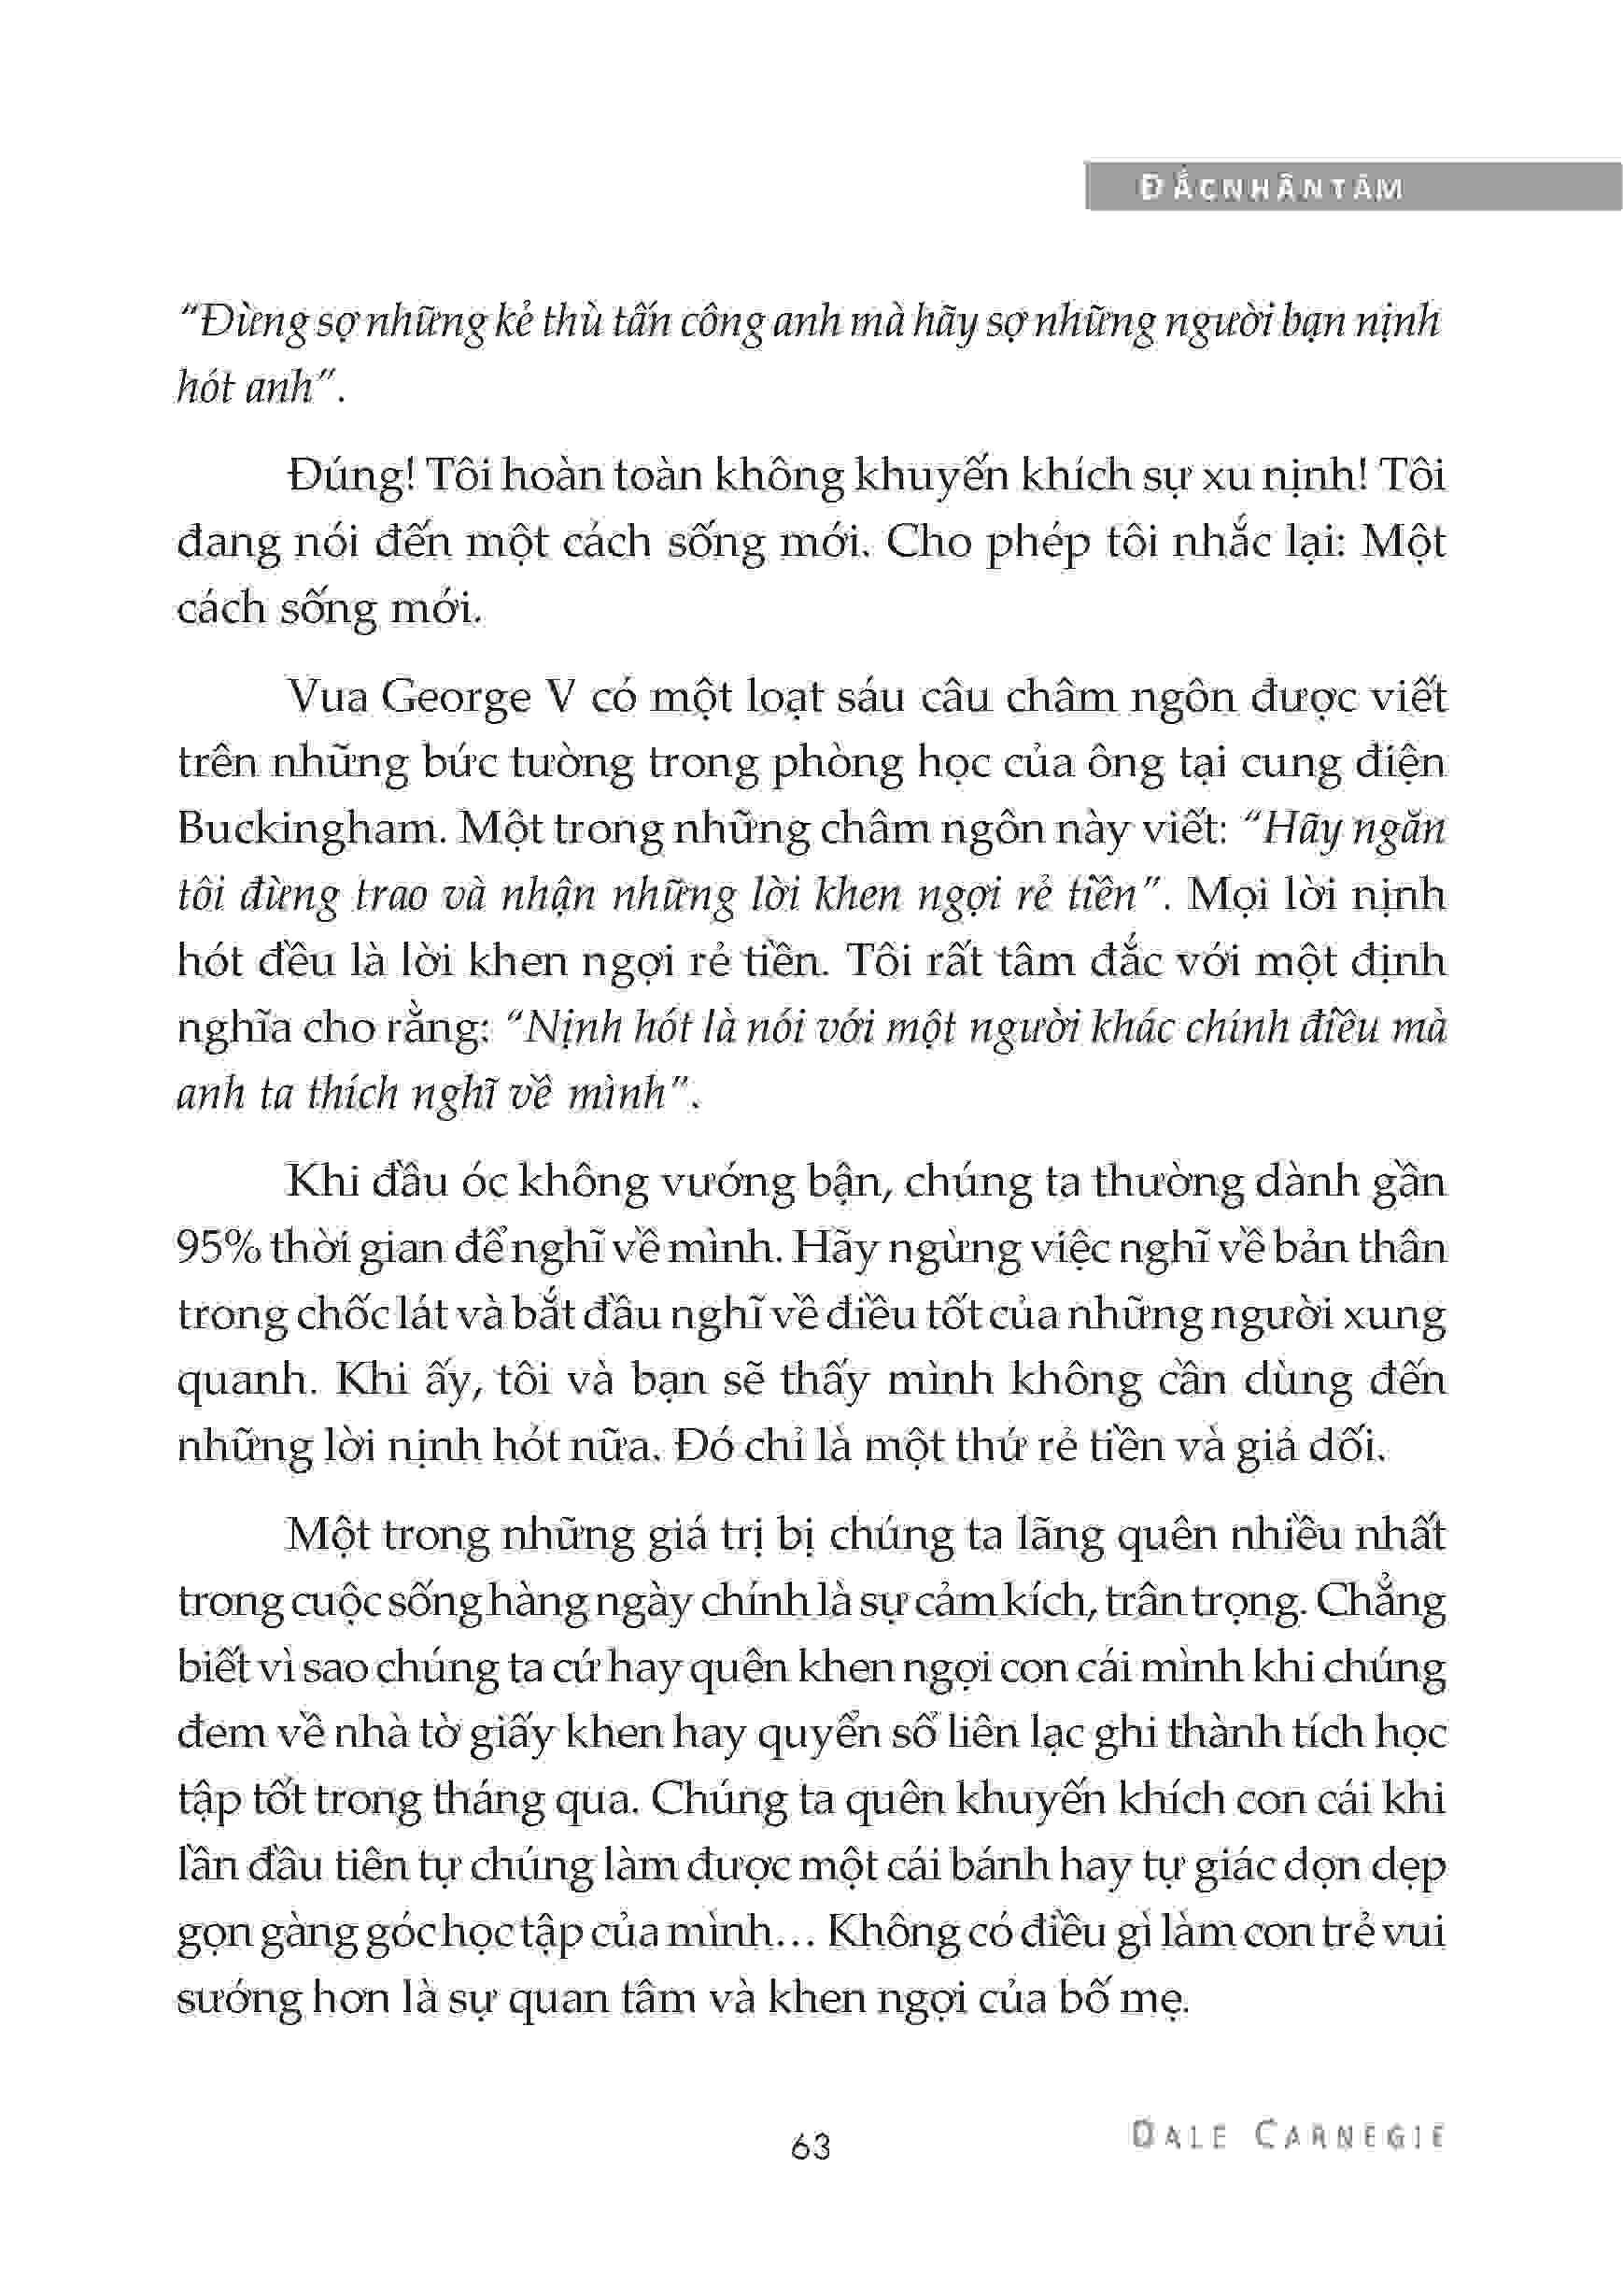 ĐẮC NHÂN TÂM
“Đừng sợ những kẻ thù tấn công anh mà hãy sợ những người bạn nịnh
hót anh”.
Đúng! Tôi hoàn toàn không khuyến khích sự xu nịnh! Tôi
đang nói đến một cách sống mới. Cho phép tôi nhắc lại: Một
cách sống mới.
Vua George V có một loạt sáu câu châm ngôn được viết
trên những bức tường trong phòng học của ông tại cung điện
Buckingham. Một trong những châm ngôn này viết: “Hãy ngăn
tôi đừng trao và nhận những lời khen ngợi rẻ tiền”. Mọi lời nịnh
hót đều là lời khen ngợi rẻ tiền. Tôi rất tâm đắc với một định
nghĩa cho rằng: “Nịnh hót là nói với một người khác chính điều mà
anh ta thích nghĩ về mình”.
Khi đầu óc không vướng bận, chúng ta thường dành gần
95% thời gian để nghĩ về mình. Hãy ngừng việc nghĩ về bản thân
trong chốc lát và bắt đầu nghĩ về điều tốt của những người xung
quanh. Khi ấy, tôi và bạn sẽ thấy mình không cần dùng đến
những lời nịnh hót nữa. Đó chỉ là một thứ rẻ tiền và giả dối.
Một trong những giá trị bị chúng ta lãng quên nhiều nhất
trong cuộc sống hàng ngày chính là sự cảm kích, trân trọng. Chẳng
biết vì sao chúng ta cứ hay quên khen ngợi con cái mình khi chúng
đem về nhà tờ giấy khen hay quyển sổ liên lạc ghi thành tích học
tập tốt trong tháng qua. Chúng ta quên khuyến khích con cái khi
lần đầu tiên tự chúng làm được một cái bánh hay tự giác dọn dẹp
gọn gàng góc học tập của mình… Không có điều gì làm con trẻ vui
sướng hơn là sự quan tâm và khen ngợi của bố mẹ.
63
DALE CARNEGIE